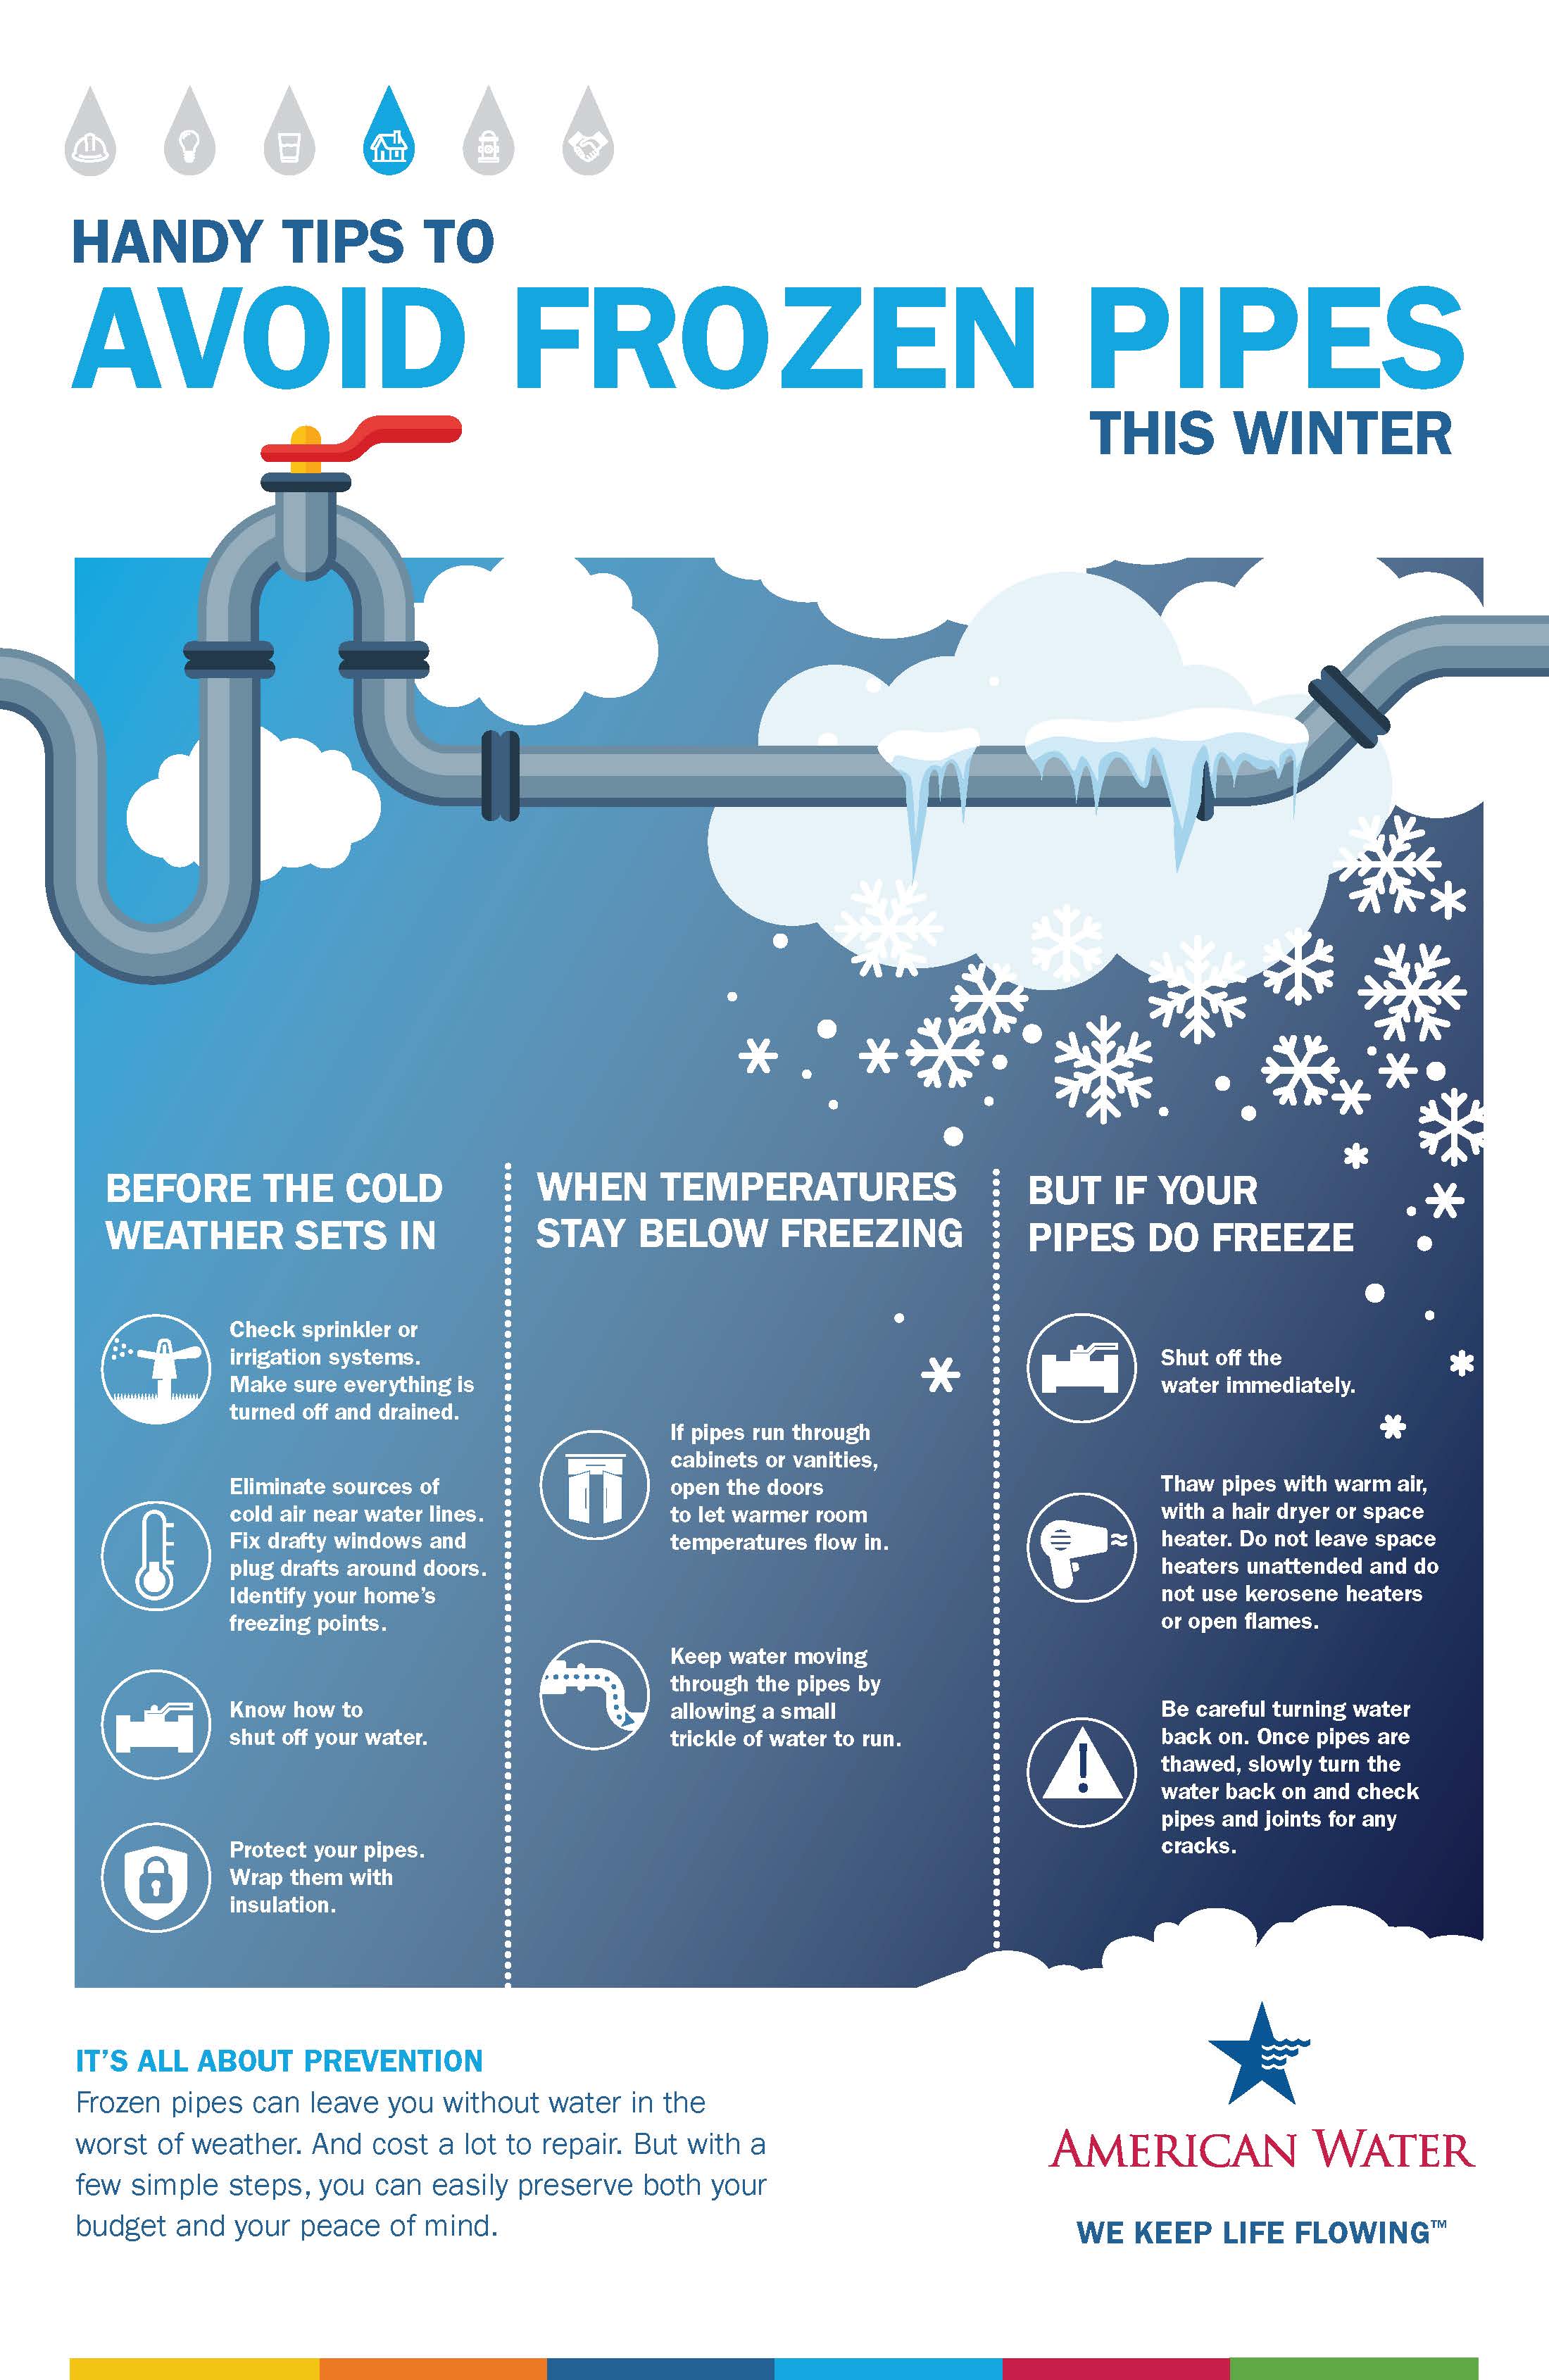 HANDY TIPS TO
AVOID FROZEN PIPES
THIS WINTER
BEFORE THE COLD
WEATHER SETS IN
Check sprinkler or
irrigation systems.
Make sure everything is
turned off and drained.
Eliminate sources of
cold air near water lines.
Fix drafty windows and
plug drafts around doors.
Identify your home’s
freezing points.
Know how to
shut off your water.
Protect your pipes.
Wrap them with
insulation.
WHEN TEMPERATURES
STAY BELOW FREEZING
If pipes run through
cabinets or vanities,
open the doors
to let warmer room
temperatures flow in.
Keep water moving
through the pipes by
allowing a small
trickle of water to run.
BUT IF YOUR
PIPES DO FREEZE
Shut off the
water immediately.
Thaw pipes with warm air,
with a hair dryer or space
heater. Do not leave space
heaters unattended and do
not use kerosene heaters
or open flames.
Be careful turning water
back on. Once pipes are
thawed, slowly turn the
water back on and check
pipes and joints for any
cracks.
IT’S ALL ABOUT PREVENTION
Frozen pipes can leave you without water in the
worst of weather. And cost a lot to repair. But with a
few simple steps, you can easily preserve both your
budget and your peace of mind.
AMERICAN WATER
WE KEEP LIFE FLOWING™